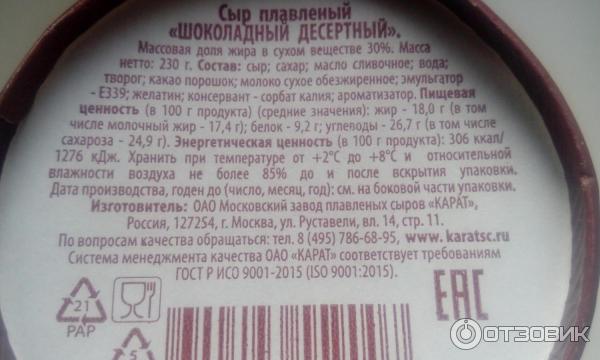 Сыр плавленый
«ШОКОЛАДНЫЙ ДЕСЕРТНЫЙ».
Массовая доля жира в сухом веществе 30%. Масса
нетто: 230 г. Состав: сыр; сахар; масло сливочное; вода;
творог; какао порошок; молоко сухое обезжиренное; эмульгатор
- Е339; желатин; консервант - сорбат калия; ароматизатор. Пищевая
ценность (в 100 г продукта) (средние значения): жир - 18,0 г (в том
числе молочный жир - 17,4 г); белок - 9,2 г; углеводы - 26,7 г (в том числе
сахароза - 24,9 г). Энергетическая ценность (в 100 г продукта): 306 ккал/
1276 кДж. Хранить при температуре от +2°С до +8°С и относительной
влажности воздуха не более 85% до и после вскрытия упаковки.
Дата производства, годен до (число, месяц, год): см. на боковой части упаковки.
Изготовитель: ОАО Московский завод плавленых сыров «КАРАТ»,
Россия, 127254, г. Москва, ул. Руставели, вл. 14, стр. 11.
По вопросам качества обращаться: тел. 8 (495) 786-68-95, www.karatsc.ru
Система менеджмента качества ОАО «КАРАТ» соответствует требованиям
ГОСТ Р ИСО 9001-2015 (ISO 9001:2015).
21
PAP
5
EAC
ОТЗОВИК